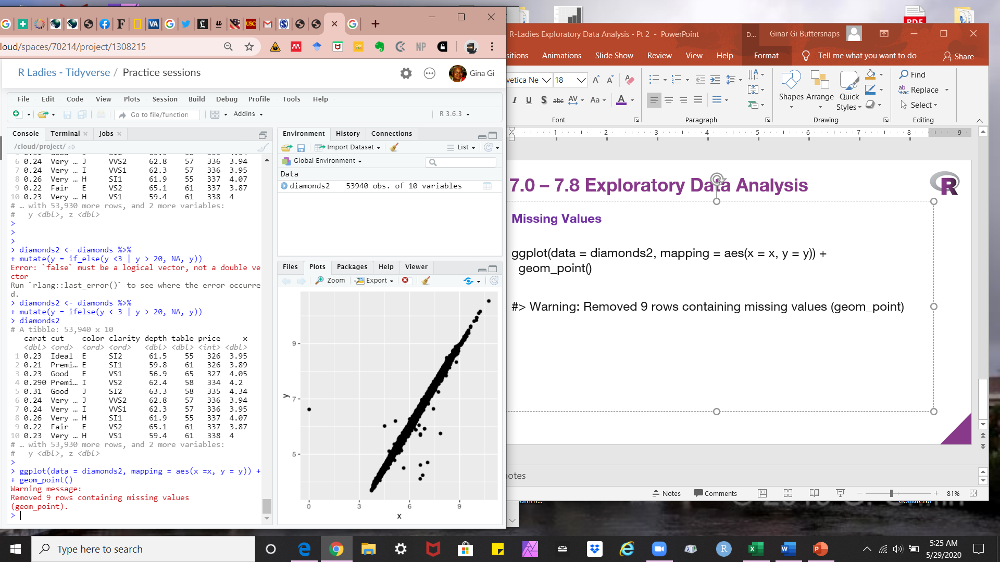 loud/spaces/70214/project/1308215
R Ladies - Tidyverse / Practice sessions
Gina Gi
File Edit Code View Plots Session Build Debug Profile Tools Help
Go to file/function
Addins
R 3.6.3
Console Terminal Jobs
/cloud/project/
6 0.24 Very … J VVS2 62.8 57 336 3.94
7 0.24 Very … I VVS1 62.3 57 336 3.95
8 0.26 Very … H SI1 61.9 55 337 4.07
9 0.22 Fair E VS2 65.1 61 337 3.87
10 0.23 Very … H VS1 59.4 61 338 4
# … with 53,930 more rows, and 2 more variables:
# y <dbl>, z <dbl>
>
>
>
> diamonds2 <- diamonds %>%
+ mutate(y = if_else(y <3 | y > 20, NA, y))
Error: `false` must be a logical vector, not a double ve
ctor
Run `rlang::last_error()` to see where the error occurre
d.
> diamonds2 <- diamonds %>%
+ mutate(y = ifelse(y < 3 | y > 20, NA, y))
> diamonds2
# A tibble: 53,940 x 10
carat cut color clarity depth table price x
<dbl> <ord> <ord> <ord> <dbl> <dbl> <int> <dbl>
1 0.23 Ideal E SI2 61.5 55 326 3.95
2 0.21 Premi… E SI1 59.8 61 326 3.89
3 0.23 Good E VS1 56.9 65 327 4.05
4 0.290 Premi… I VS2 62.4 58 334 4.2
5 0.31 Good J SI2 63.3 58 335 4.34
6 0.24 Very … J VVS2 62.8 57 336 3.94
7 0.24 Very … I VVS1 62.3 57 336 3.95
8 0.26 Very … H SI1 61.9 55 337 4.07
9 0.22 Fair E VS2 65.1 61 337 3.87
10 0.23 Very … H VS1 59.4 61 338 4
# … with 53,930 more rows, and 2 more variables:
# y <dbl>, z <dbl>
>
> ggplot(data = diamonds2, mapping = aes(x =x, y = y)) +
+ geom_point()
Warning message:
Removed 9 rows containing missing values
(geom_point).
>
Environment History Connections
Import Dataset
List
Global Environment
Data
diamonds2 53940 obs. of 10 variables
Files Plots Packages Help Viewer
Zoom Export
9
7
5
y
0 3 6 9
x
R-Ladies Exploratory Data Analysis - Pt 2 - PowerPoint
D...
Ginar Gi Buttersnaps
sitions Animations Slide Show Review View Help Format Tell me what you want to do Share
vetica Ne 18
Find
Replace
Select
Shapes Arrange Quick Styles
Font Paragraph Drawing Editing
1 2 3 4 5 6 7 8 9
7.0 – 7.8 Exploratory Data Analysis
R
Missing Values
ggplot(data = diamonds2, mapping = aes(x = x, y = y)) +
geom_point()
#> Warning: Removed 9 rows containing missing values (geom_point)
otes
Notes Comments 81%
PDF
Type here to search
5:25 AM
5/29/2020